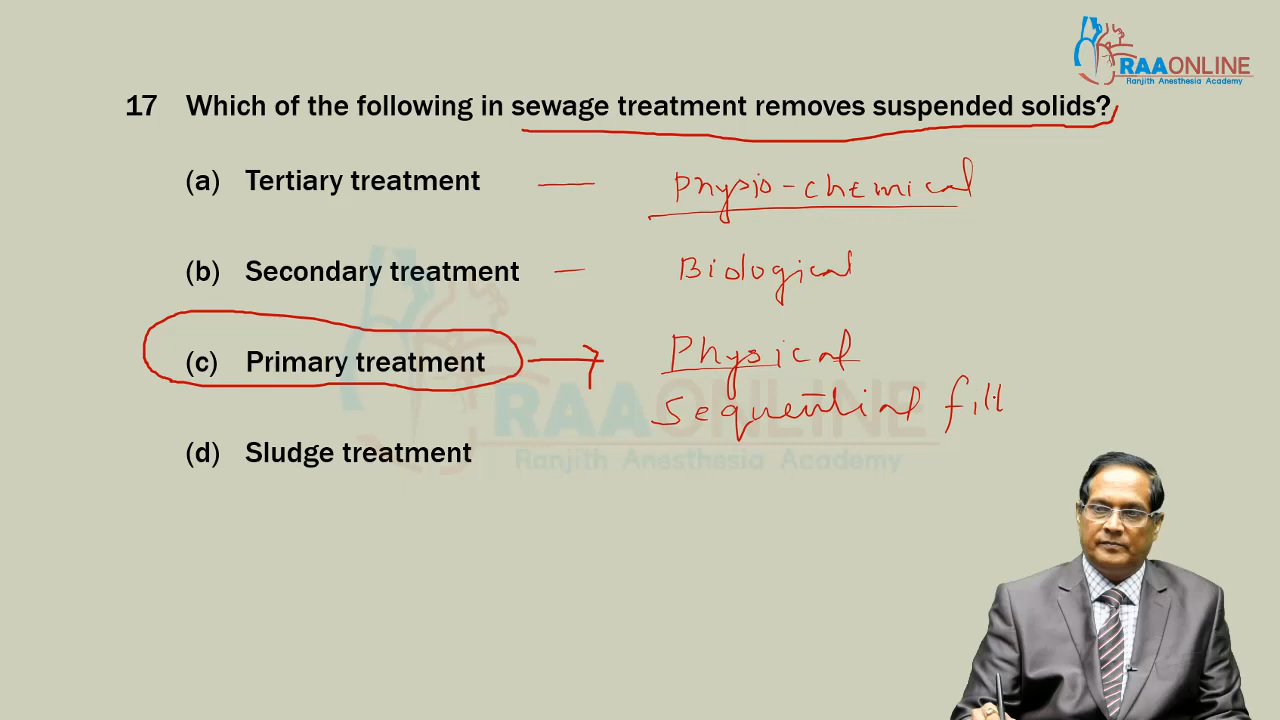 RAAONLINE
Ranjith Anesthesia Academy
17 Which of the following in sewage treatment removes suspended solids?
(a) Tertiary treatment — Physio-chemical
(b) Secondary treatment — Biological
(c) Primary treatment → Physical
Sequential filt
(d) Sludge treatment
RAAONLINE
Ranjith Anesthesia Academy